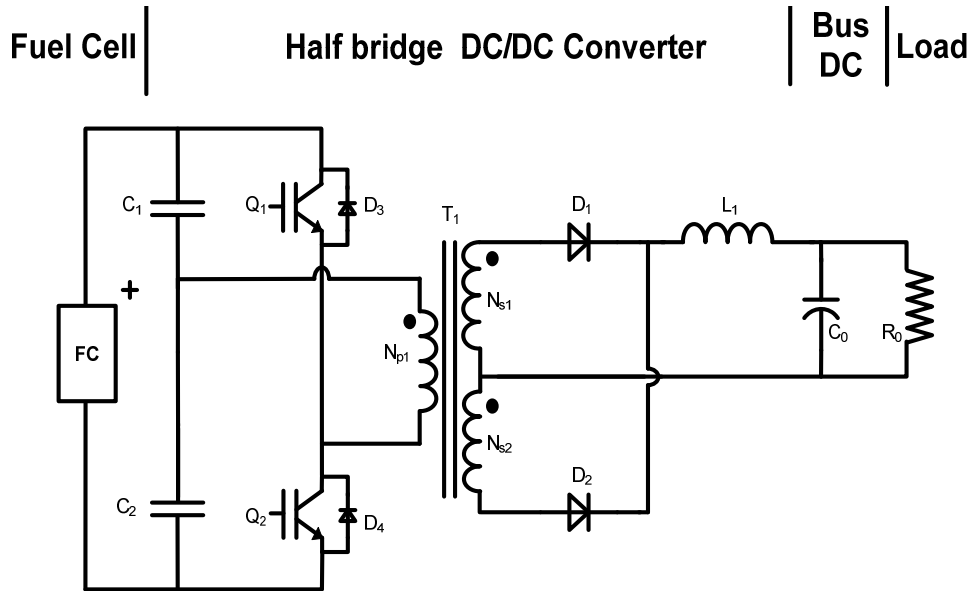 Fuel Cell
Half bridge DC/DC Converter
Bus
DC
Load
C1
Q1
D3
T1
D1
L1
+
Ns1
FC
Np1
C0
R0
Ns2
C2
Q2
D4
D2